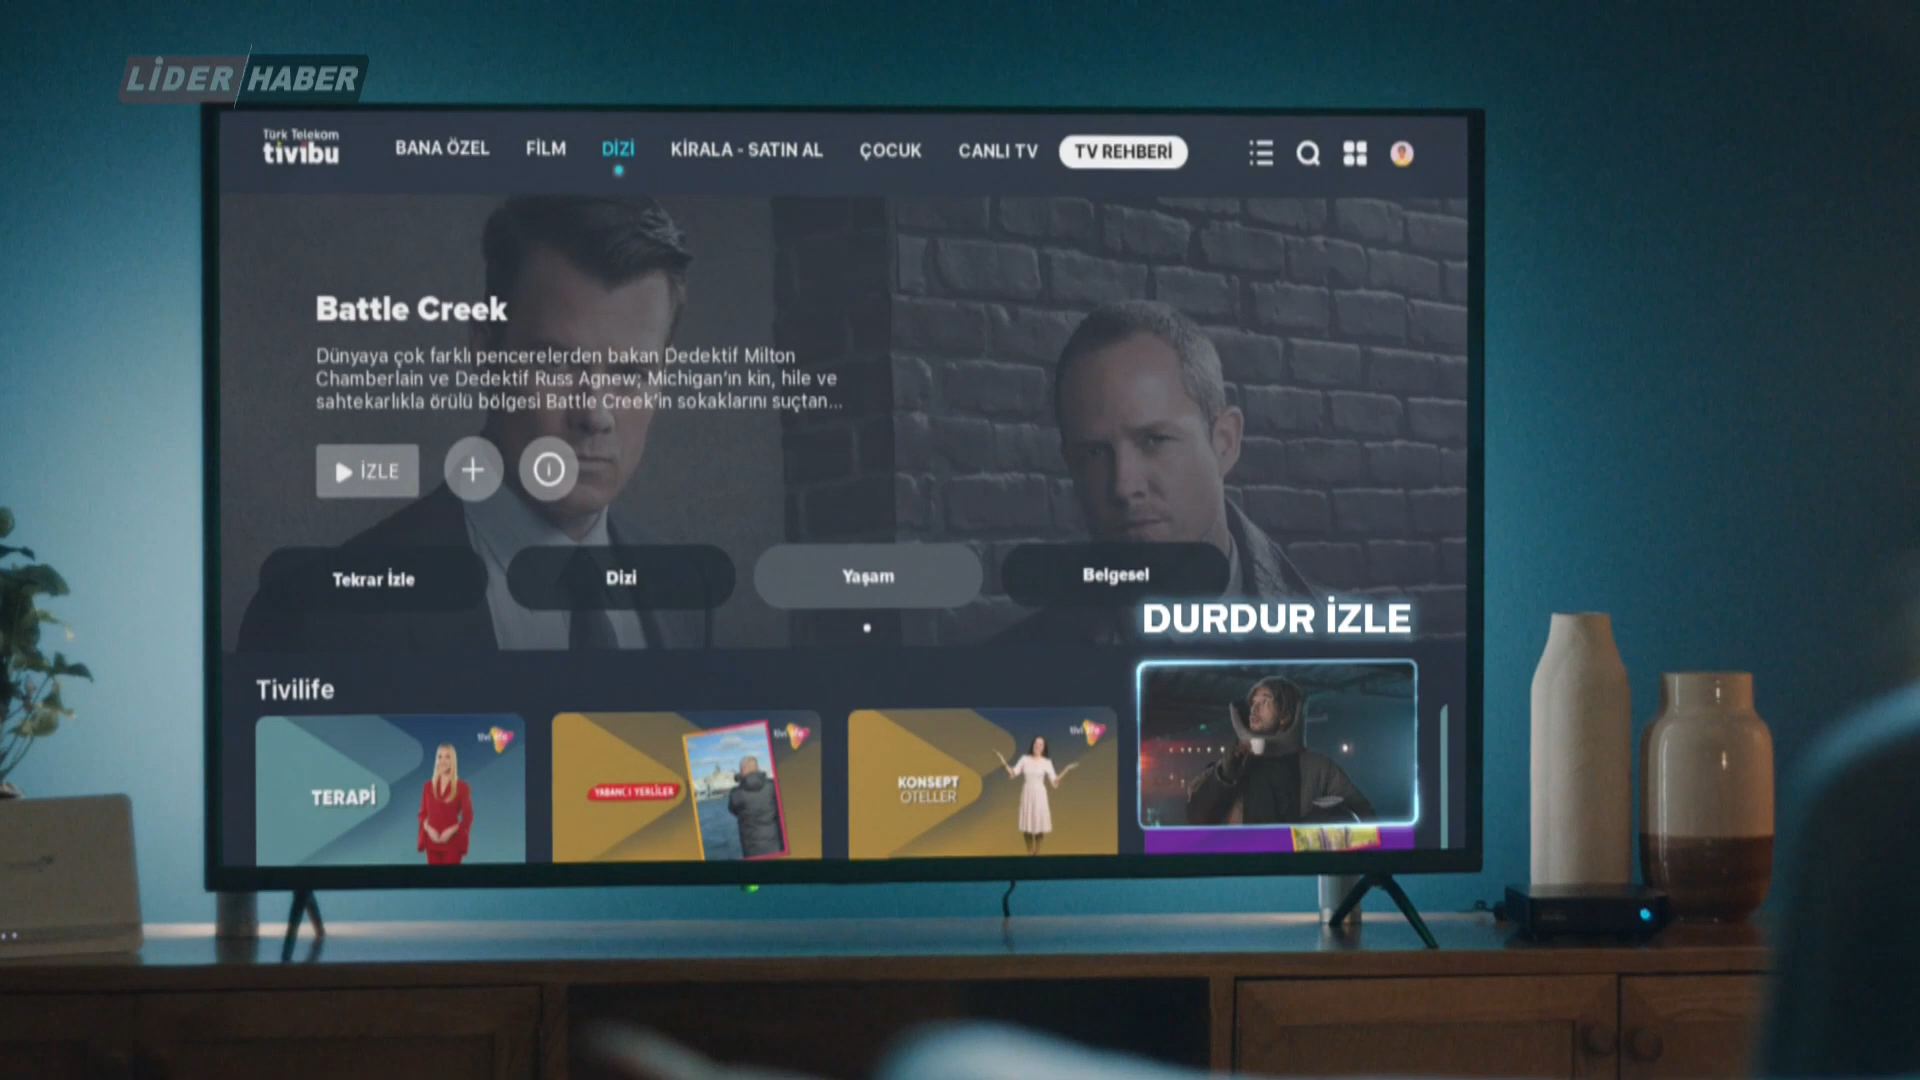 LİDER HABER
Türk Telekom
tivibu
BANA ÖZEL
FİLM
DİZİ
KİRALA - SATIN AL
ÇOCUK
CANLI TV
TV REHBERİ
Battle Creek
Dünyaya çok farklı pencerelerden bakan Dedektif Milton
Chamberlain ve Dedektif Russ Agnew; Michigan'ın kin, hile ve
sahtekarlıkla örülü bölgesi Battle Creek'in sokaklarını suçtan...
İZLE
Tekrar İzle
Dizi
Yaşam
Belgesel
DURDUR İZLE
Tivilife
TERAPİ
YABANCI YERLİLER
KONSEPT
OTELLER